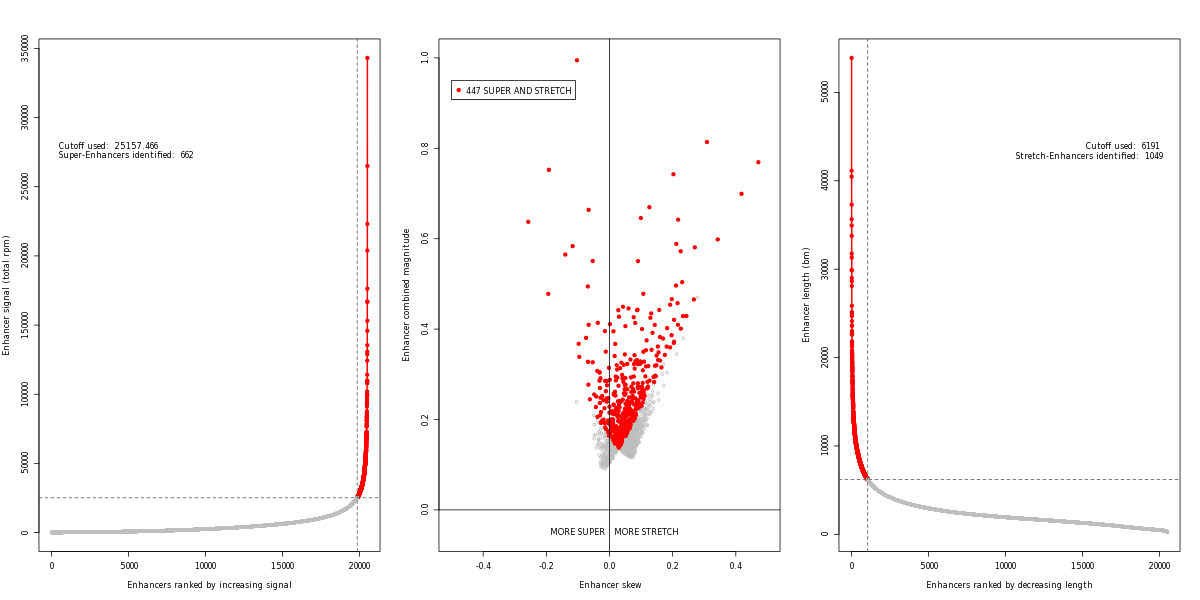 Enhancer signal (total rpm)
0
50000
100000
150000
200000
250000
300000
350000
Cutoff used: 25157.466
Super-Enhancers identified: 662
0
5000
10000
15000
20000
Enhancers ranked by increasing signal
Enhancer combined magnitude
0.0
0.2
0.4
0.6
0.8
1.0
447 SUPER AND STRETCH
MORE SUPER
MORE STRETCH
-0.4
-0.2
0.0
0.2
0.4
Enhancer skew
Enhancer length (bm)
0
10000
20000
30000
40000
50000
Cutoff used: 6191
Stretch-Enhancers identified: 1049
0
5000
10000
15000
20000
Enhancers ranked by decreasing length